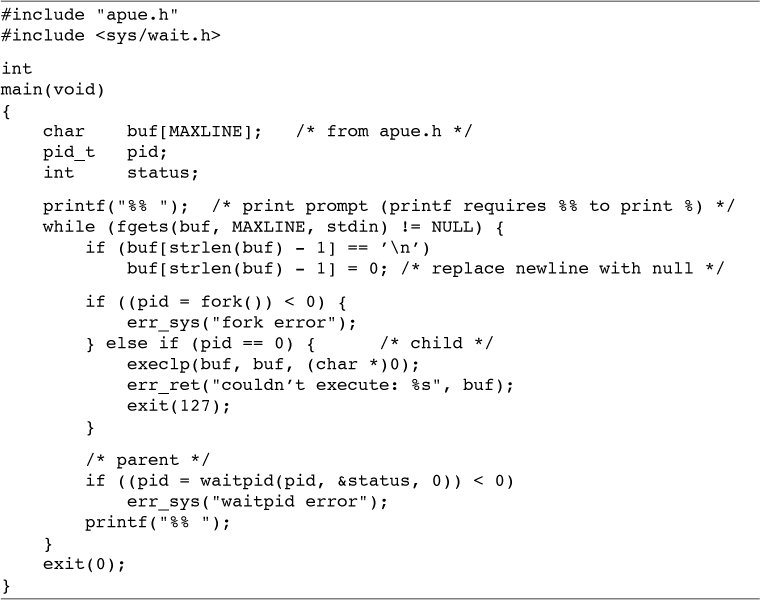 #include "apue.h"
#include <sys/wait.h>
int
main(void)
{
    char    buf[MAXLINE];   /* from apue.h */
    pid_t   pid;
    int     status;
    printf("%% ");  /* print prompt (printf requires %% to print %) */
    while (fgets(buf, MAXLINE, stdin) != NULL) {
        if (buf[strlen(buf) - 1] == ’\n’)
            buf[strlen(buf) - 1] = 0; /* replace newline with null */
        if ((pid = fork()) < 0) {
            err_sys("fork error");
        } else if (pid == 0) {      /* child */
            execlp(buf, buf, (char *)0);
            err_ret("couldn’t execute: %s", buf);
            exit(127);
        }
        /* parent */
        if ((pid = waitpid(pid, &status, 0)) < 0)
            err_sys("waitpid error");
        printf("%% ");
    }
    exit(0);
}